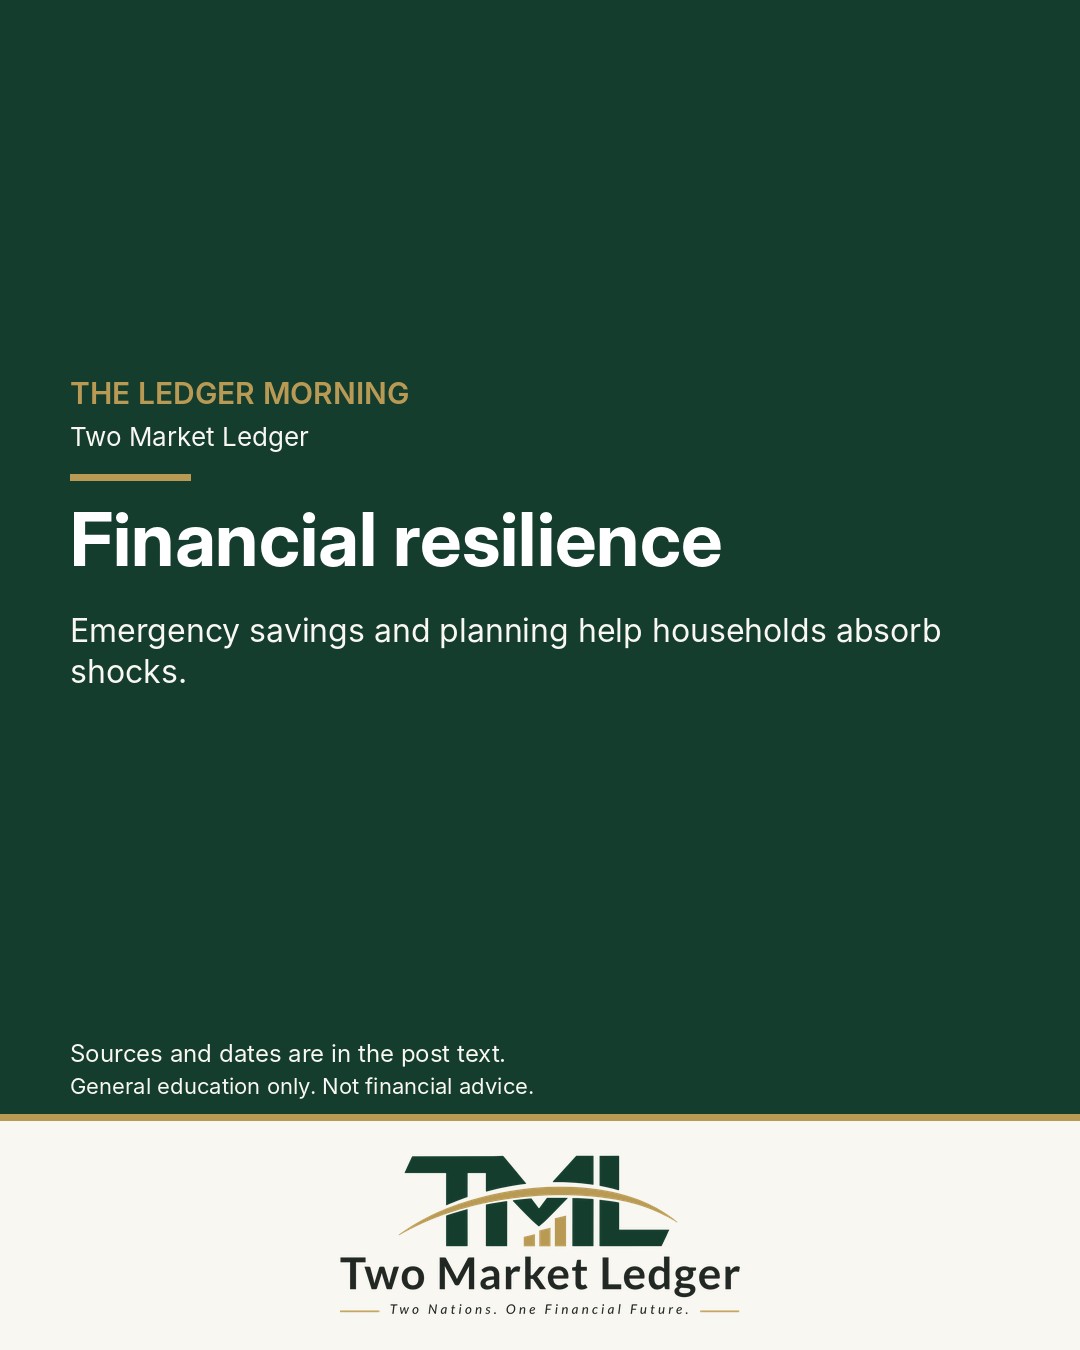 THE LEDGER MORNING
Two Market Ledger
Financial resilience
Emergency savings and planning help households absorb
shocks.
Sources and dates are in the post text.
General education only. Not financial advice.
TML
Two Market Ledger
Two Nations. One Financial Future.